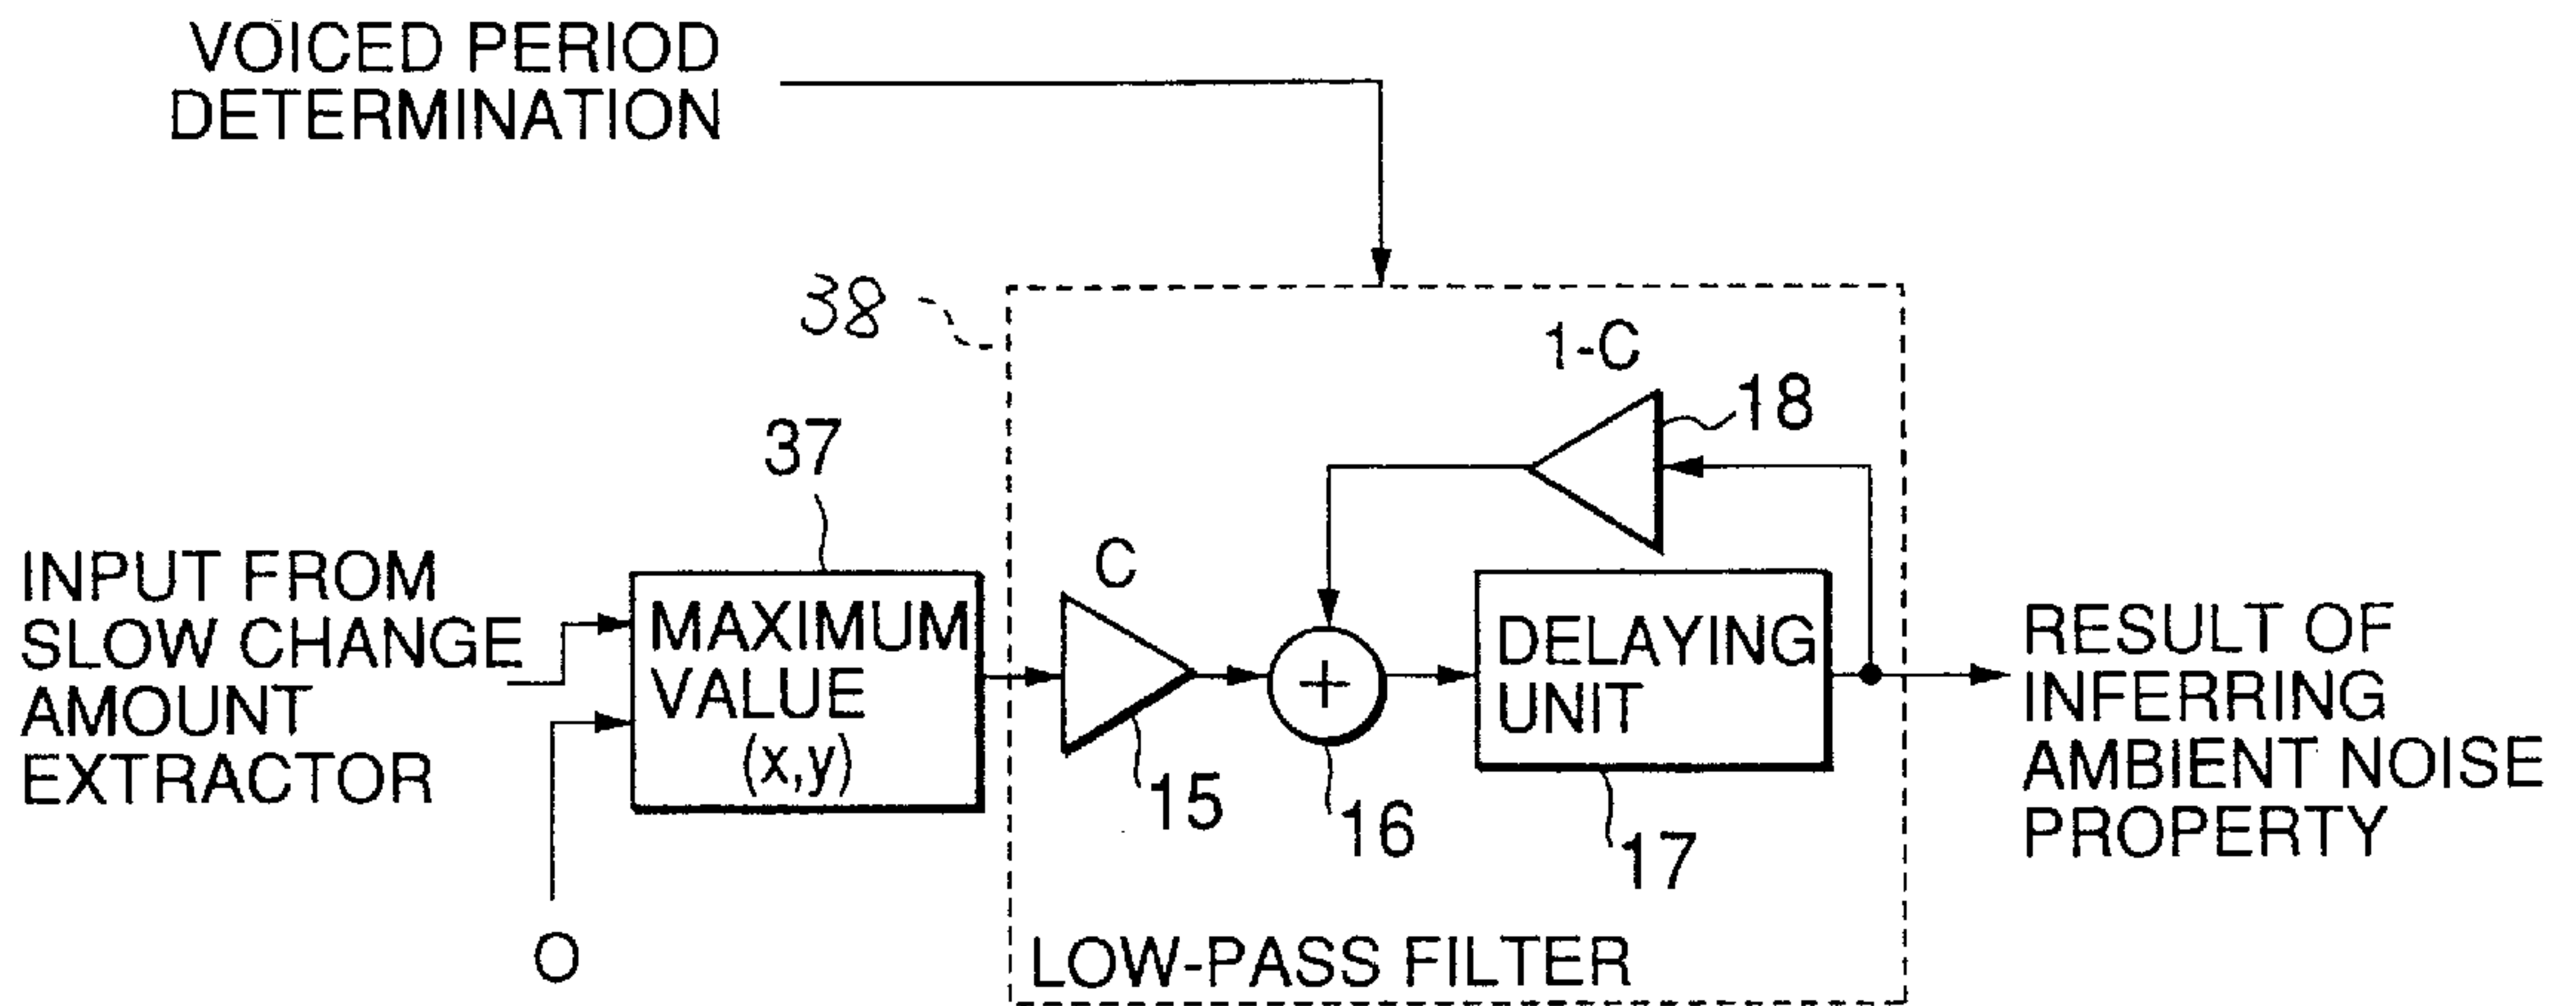 VOICED PERIOD
DETERMINATION
38
1-C
18
37
C
INPUT FROM
SLOW CHANGE
AMOUNT
EXTRACTOR
MAXIMUM
VALUE
(x,y)
+
DELAYING
UNIT
RESULT OF
INFERRING
AMBIENT NOISE
PROPERTY
15
16
17
O
LOW-PASS FILTER